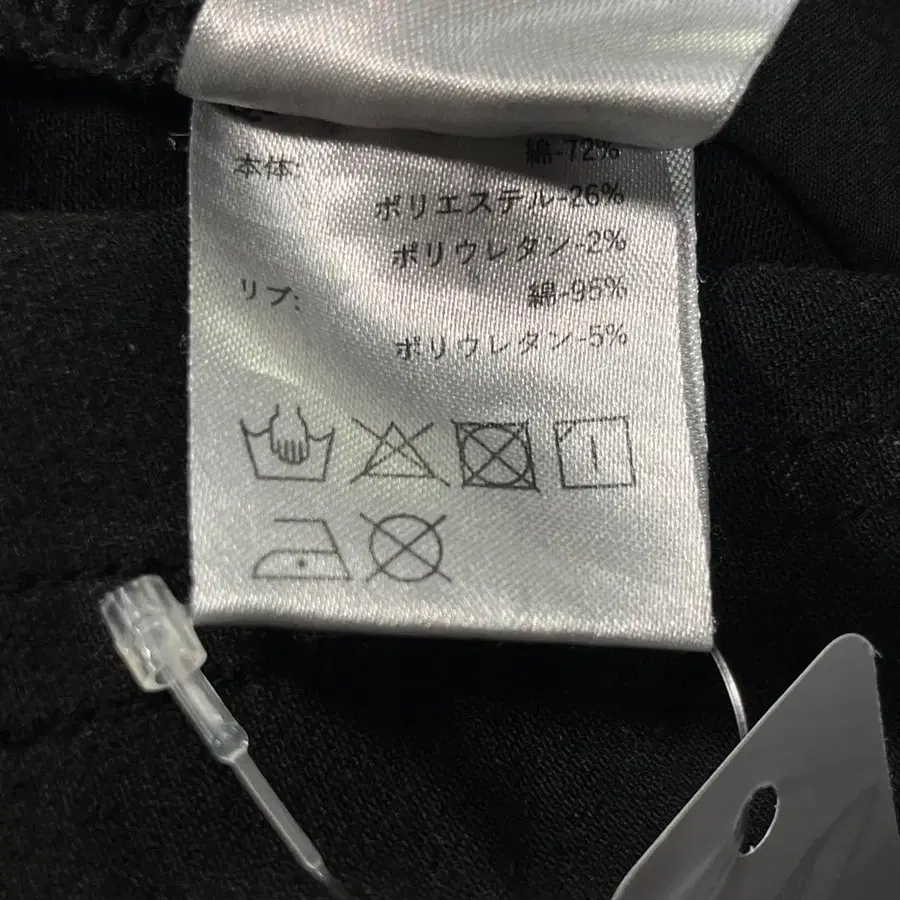 本体: 綿-72%
ポリエステル-26%
ポリウレタン-2%
リブ: 綿-95%
ポリウレタン-5%